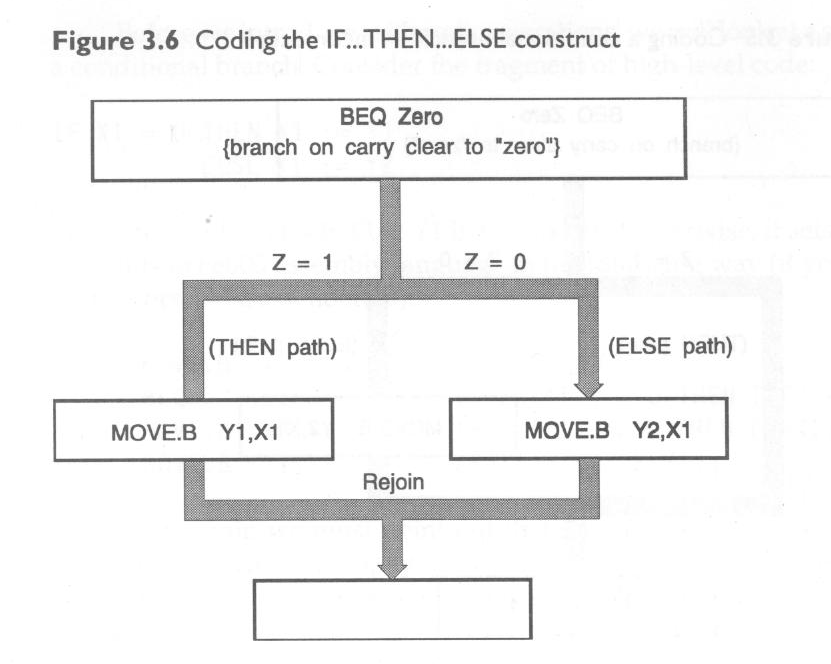 Figure 3.6 Coding the IF...THEN...ELSE construct
BEQ Zero
{branch on carry clear to "zero"}
Z = 1
Z = 0
(THEN path)
(ELSE path)
MOVE.B Y1,X1
MOVE.B Y2,X1
Rejoin